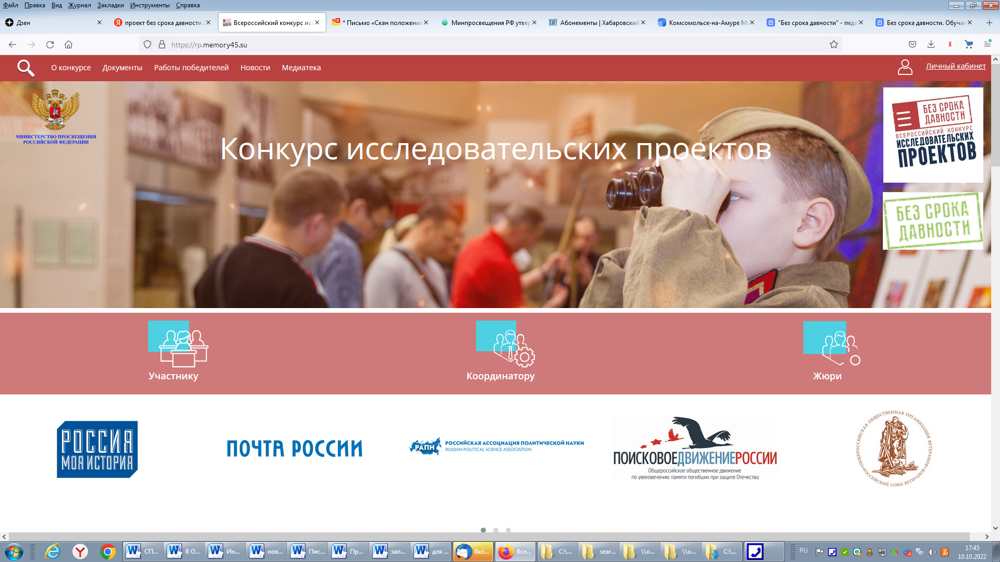 Файл Правка Вид Журнал Закладки Инструменты Справка
Дзен
проект без срока давности
Всероссийский конкурс исс
* Письмо «Скан положения
Минпросвещения РФ утвер
Абонементы | Хабаровский
Комсомольск-на-Амуре М
"Без срока давности" - педа
Без срока давности. Обучан
https://rp.memory45.su
О конкурсе Документы Работы победителей Новости Медиатека
Личный кабинет
МИНИСТЕРСТВО ПРОСВЕЩЕНИЯ
РОССИЙСКОЙ ФЕДЕРАЦИИ
Конкурс исследовательских проектов
БЕЗ СРОКА
ДАВНОСТИ
ВСЕРОССИЙСКИЙ КОНКУРС
ИССЛЕДОВАТЕЛЬСКИХ
ПРОЕКТОВ
БЕЗ СРОКА
ДАВНОСТИ
Участнику
Координатору
Жюри
РОССИЯ
МОЯ ИСТОРИЯ
ПОЧТА РОССИИ
РАПН
РОССИЙСКАЯ АССОЦИАЦИЯ ПОЛИТИЧЕСКОЙ НАУКИ
RUSSIAN POLITICAL SCIENCE ASSOCIATION
ПОИСКОВОЕДВИЖЕНИЕРОССИИ
Общероссийское общественное движение
по увековечению памяти погибших при защите Отечества
ОБЩЕРОССИЙСКАЯ ОБЩЕСТВЕННАЯ ОРГАНИЗАЦИЯ ВЕТЕРАНОВ
РОССИЙСКИЙ СОЮЗ ВЕТЕРАНОВ
СП... В О... Ин... нов... Пис... Пр... зап... для ... Вхо... Все... C:\... sear... \\o... \\o... C:\...
RU
17:45
10.10.2022